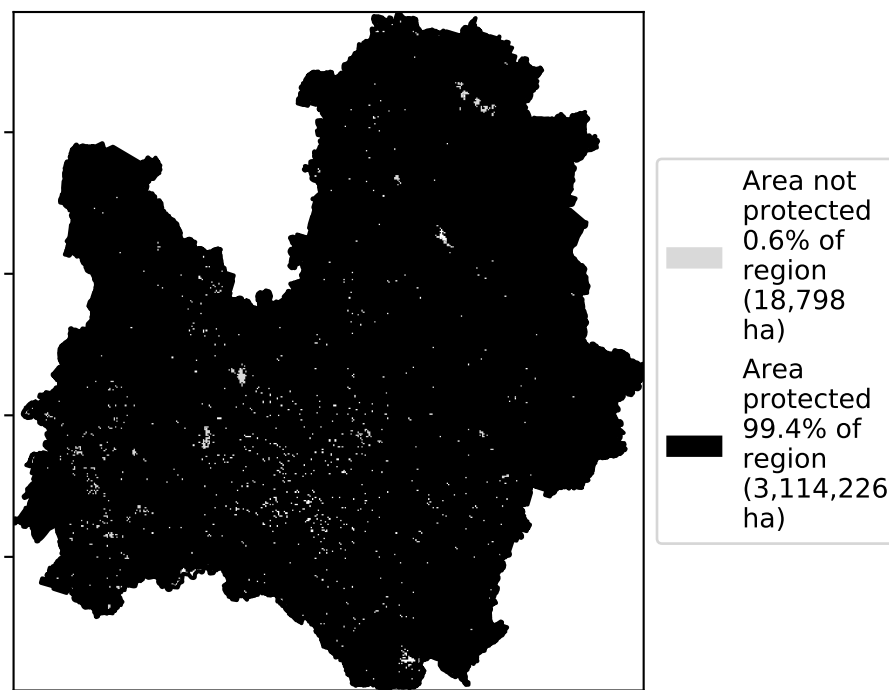 Area not
protected
0.6% of
region
(18,798
ha)
Area
protected
99.4% of
region
(3,114,226
ha)